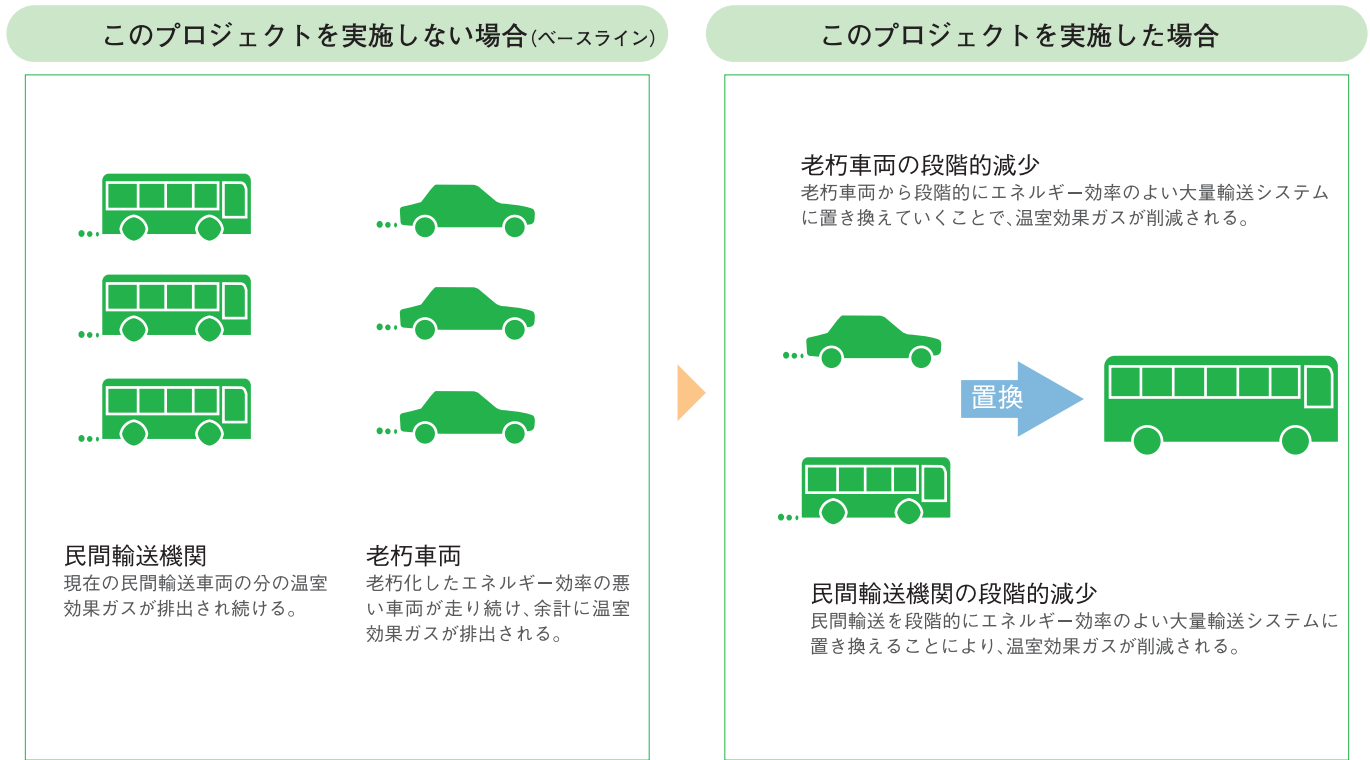 このプロジェクトを実施しない場合(ベースライン)
民間輸送機関
現在の民間輸送車両の分の温室
効果ガスが排出され続ける。
老朽車両
老朽化したエネルギー効率の悪
い車両が走り続け、余計に温室
効果ガスが排出される。
このプロジェクトを実施した場合
老朽車両の段階的減少
老朽車両から段階的にエネルギー効率のよい大量輸送システム
に置き換えていくことで、温室効果ガスが削減される。
置換
民間輸送機関の段階的減少
民間輸送を段階的にエネルギー効率のよい大量輸送システムに
置き換えることにより、温室効果ガスが削減される。